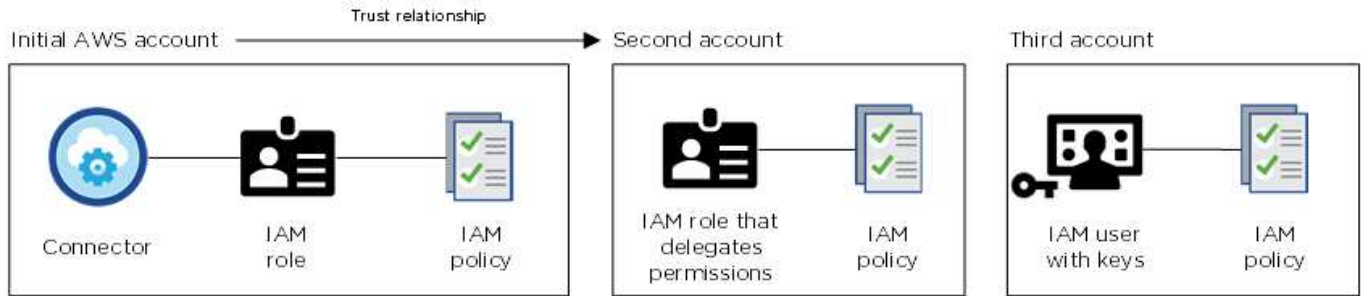 Trust relationship
Initial AWS account
Second account
Third account
Connector
IAM
role
IAM
policy
IAM role that
delegates
permissions
IAM
policy
IAM user
with keys
IAM
policy